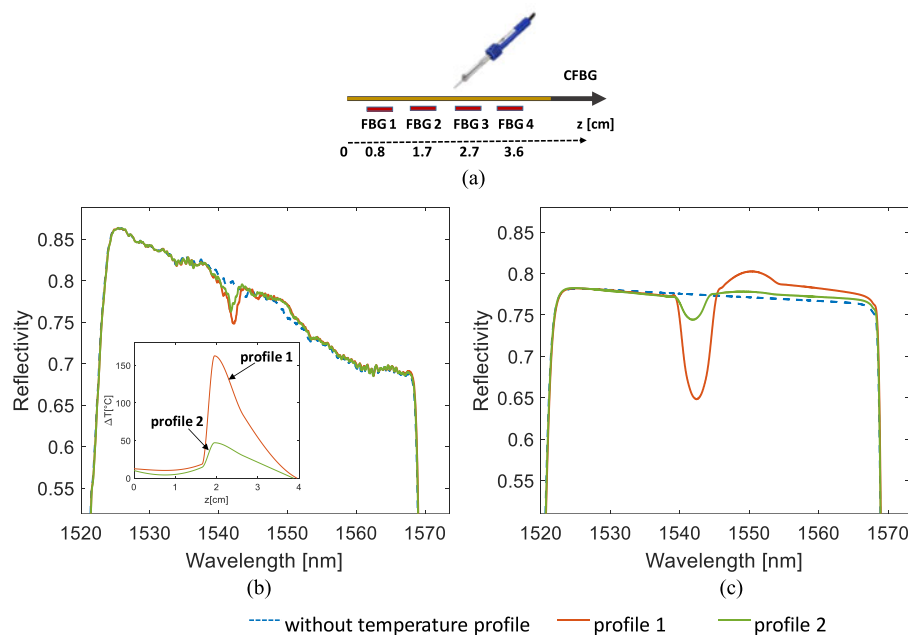 CFBG
FBG 1 FBG 2 FBG 3 FBG 4 z [cm]
0 0.8 1.7 2.7 3.6
(a)
0.85
0.8
0.75
0.7
0.65
0.6
0.55
Reflectivity
1520 1530 1540 1550 1560 1570
Wavelength [nm]
(b)
150
100
50
0
ΔT[°C]
profile 1
profile 2
0 1 2 3 4
z[cm]
0.85
0.8
0.75
0.7
0.65
0.6
0.55
Reflectivity
1520 1530 1540 1550 1560 1570
Wavelength [nm]
(c)
without temperature profile profile 1 profile 2